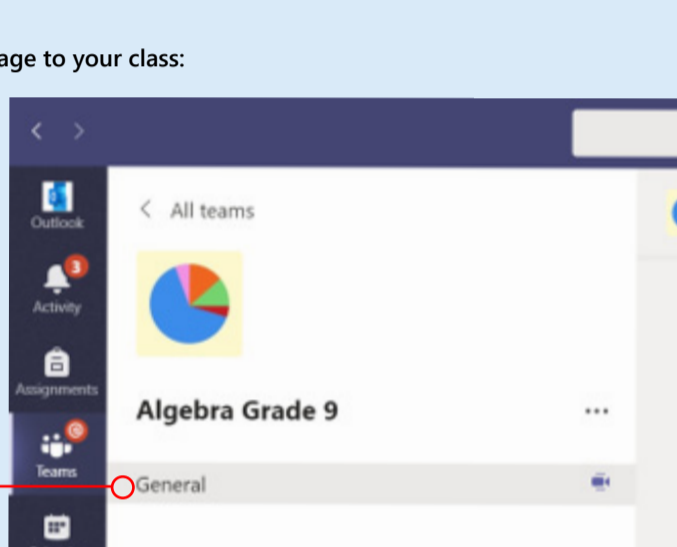 age to your class:
All teams
Outlook
3
Activity
Assignments
Algebra Grade 9
Teams
General